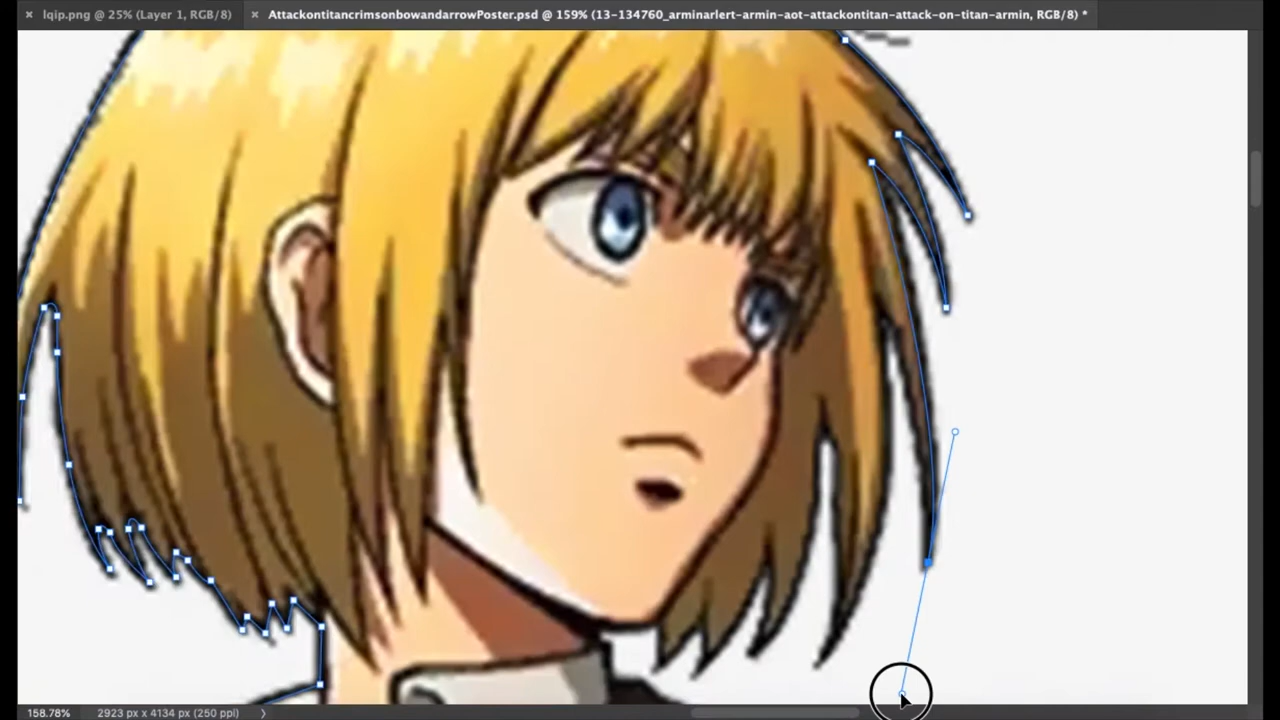 lqip.png @ 25% (Layer 1, RGB/8)
AttackontitancrimsonbowandarrowPoster.psd @ 159% (13-134760_arminarlert-armin-aot-attackontitan-attack-on-titan-armin, RGB/8) *
158.78% 2923 px x 4134 px (250 ppi)